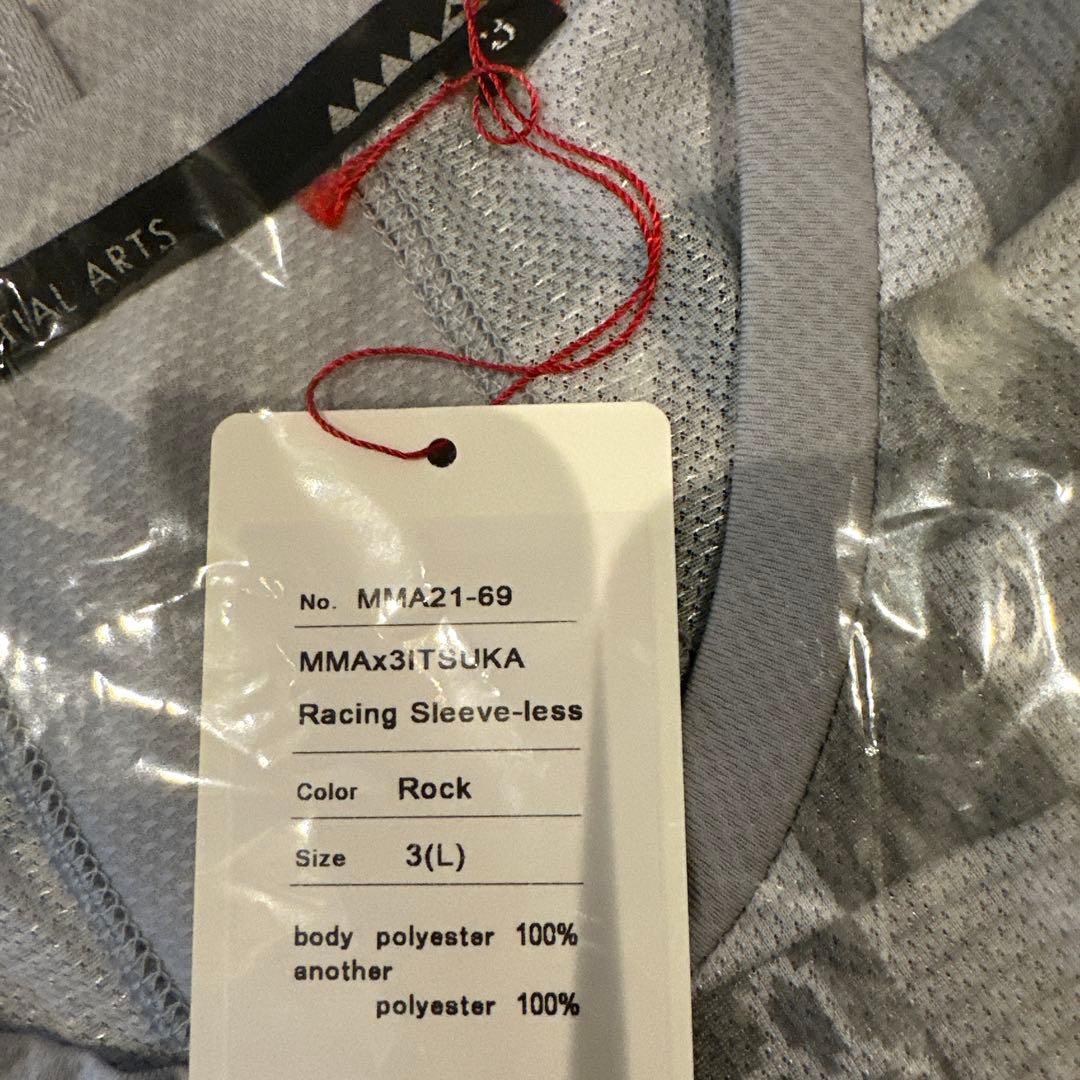 TIAL ARTS
3
No. MMA21-69
MMAx3iTSUKA
Racing Sleeve-less
Color Rock
Size 3(L)
body polyester 100%
another
polyester 100%